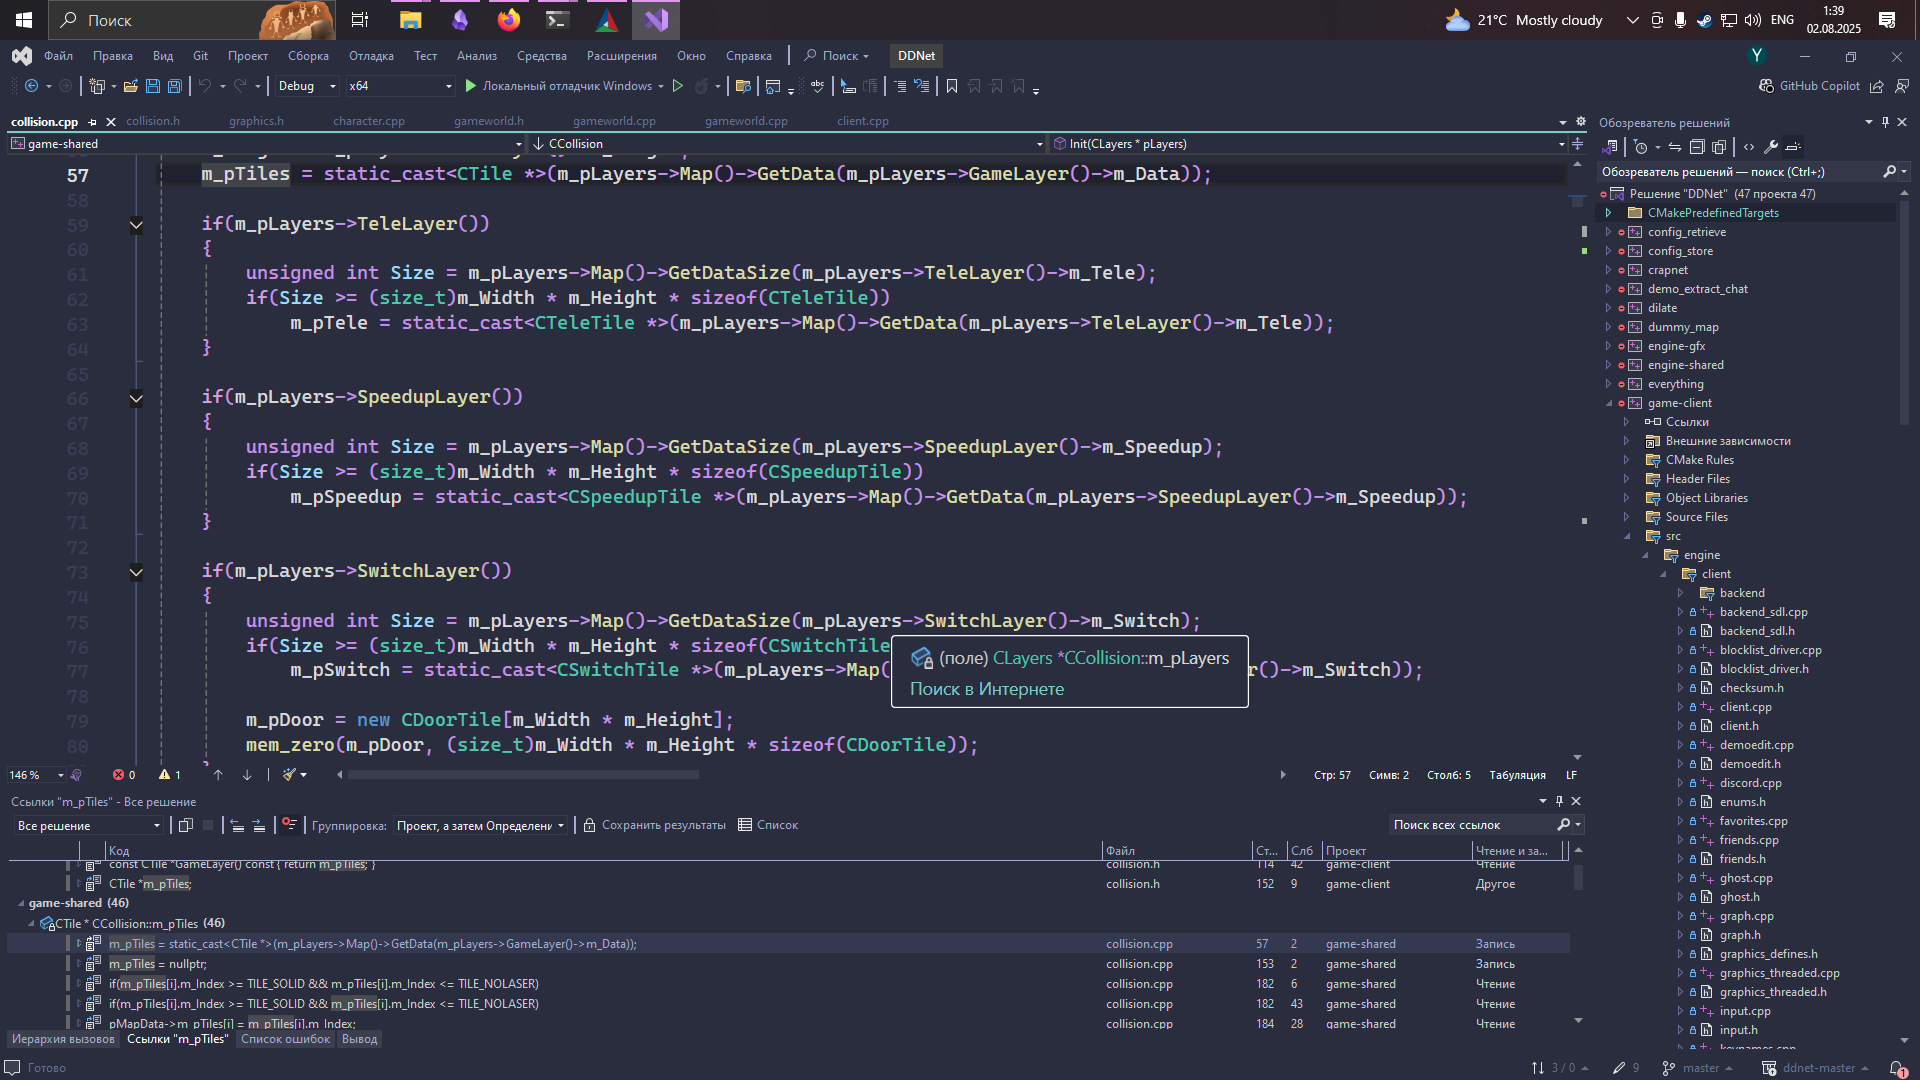 Поиск
21°C Mostly cloudy
ENG
1:39
02.08.2025
Файл Правка Вид Git Проект Сборка Отладка Тест Анализ Средства Расширения Окно Справка Поиск DDNet
Y
Debug x64 Локальный отладчик Windows
GitHub Copilot
collision.cpp collision.h graphics.h character.cpp gameworld.h gameworld.cpp gameworld.cpp client.cpp
game-shared CCollision Init(CLayers * pLayers)
57 m_pTiles = static_cast<CTile *>(m_pLayers->Map()->GetData(m_pLayers->GameLayer()->m_Data));
58
59 if(m_pLayers->TeleLayer())
60 {
61 unsigned int Size = m_pLayers->Map()->GetDataSize(m_pLayers->TeleLayer()->m_Tele);
62 if(Size >= (size_t)m_Width * m_Height * sizeof(CTeleTile))
63 m_pTele = static_cast<CTeleTile *>(m_pLayers->Map()->GetData(m_pLayers->TeleLayer()->m_Tele));
64 }
65
66 if(m_pLayers->SpeedupLayer())
67 {
68 unsigned int Size = m_pLayers->Map()->GetDataSize(m_pLayers->SpeedupLayer()->m_Speedup);
69 if(Size >= (size_t)m_Width * m_Height * sizeof(CSpeedupTile))
70 m_pSpeedup = static_cast<CSpeedupTile *>(m_pLayers->Map()->GetData(m_pLayers->SpeedupLayer()->m_Speedup));
71 }
72
73 if(m_pLayers->SwitchLayer())
74 {
75 unsigned int Size = m_pLayers->Map()->GetDataSize(m_pLayers->SwitchLayer()->m_Switch);
76 if(Size >= (size_t)m_Width * m_Height * sizeof(CSwitchTile
77 m_pSwitch = static_cast<CSwitchTile *>(m_pLayers->Map( r()->m_Switch));
78
79 m_pDoor = new CDoorTile[m_Width * m_Height];
80 mem_zero(m_pDoor, (size_t)m_Width * m_Height * sizeof(CDoorTile));
(поле) CLayers *CCollision::m_pLayers
Поиск в Интернете
146 % 0 1 Стр: 57 Симв: 2 Столб: 5 Табуляция LF
Ссылки "m_pTiles" - Все решение
Все решение Группировка: Проект, а затем Определени Сохранить результаты Список Поиск всех ссылок
Код Файл Ст... Слб Проект Чтение и за...
const CTile *GameLayer() const { return m_pTiles; } collision.h 114 42 game-client Чтение
CTile *m_pTiles; collision.h 152 9 game-client Другое
game-shared (46)
CTile * CCollision::m_pTiles (46)
m_pTiles = static_cast<CTile *>(m_pLayers->Map()->GetData(m_pLayers->GameLayer()->m_Data)); collision.cpp 57 2 game-shared Запись
m_pTiles = nullptr; collision.cpp 153 2 game-shared Запись
if(m_pTiles[i].m_Index >= TILE_SOLID && m_pTiles[i].m_Index <= TILE_NOLASER) collision.cpp 182 6 game-shared Чтение
if(m_pTiles[i].m_Index >= TILE_SOLID && m_pTiles[i].m_Index <= TILE_NOLASER) collision.cpp 182 43 game-shared Чтение
pMapData->m_pTiles[i] = m_pTiles[i].m_Index; collision.cpp 184 28 game-shared Чтение
Иерархия вызовов Ссылки "m_pTiles" Список ошибок Вывод
Обозреватель решений
Обозреватель решений — поиск (Ctrl+;)
Решение "DDNet" (47 проекта 47)
CMakePredefinedTargets
config_retrieve
config_store
crapnet
demo_extract_chat
dilate
dummy_map
engine-gfx
engine-shared
everything
game-client
Ссылки
Внешние зависимости
CMake Rules
Header Files
Object Libraries
Source Files
src
engine
client
backend
backend_sdl.cpp
backend_sdl.h
blocklist_driver.cpp
blocklist_driver.h
checksum.h
client.cpp
client.h
demoedit.cpp
demoedit.h
discord.cpp
enums.h
favorites.cpp
friends.cpp
friends.h
ghost.cpp
ghost.h
graph.cpp
graph.h
graphics_defines.h
graphics_threaded.cpp
graphics_threaded.h
input.cpp
input.h
keynames.cpp
Готово 3 / 0 9 master ddnet-master 1